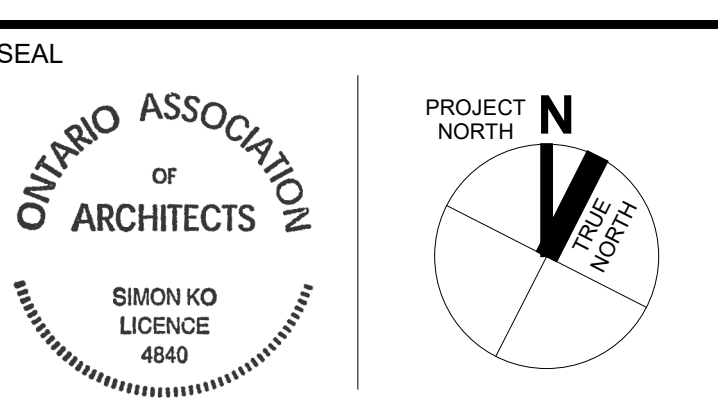 SEAL
ONTARIO ASSOCIATION
OF
ARCHITECTS
SIMON KO
LICENCE
4840
PROJECT
NORTH
N
TRUE
NORTH